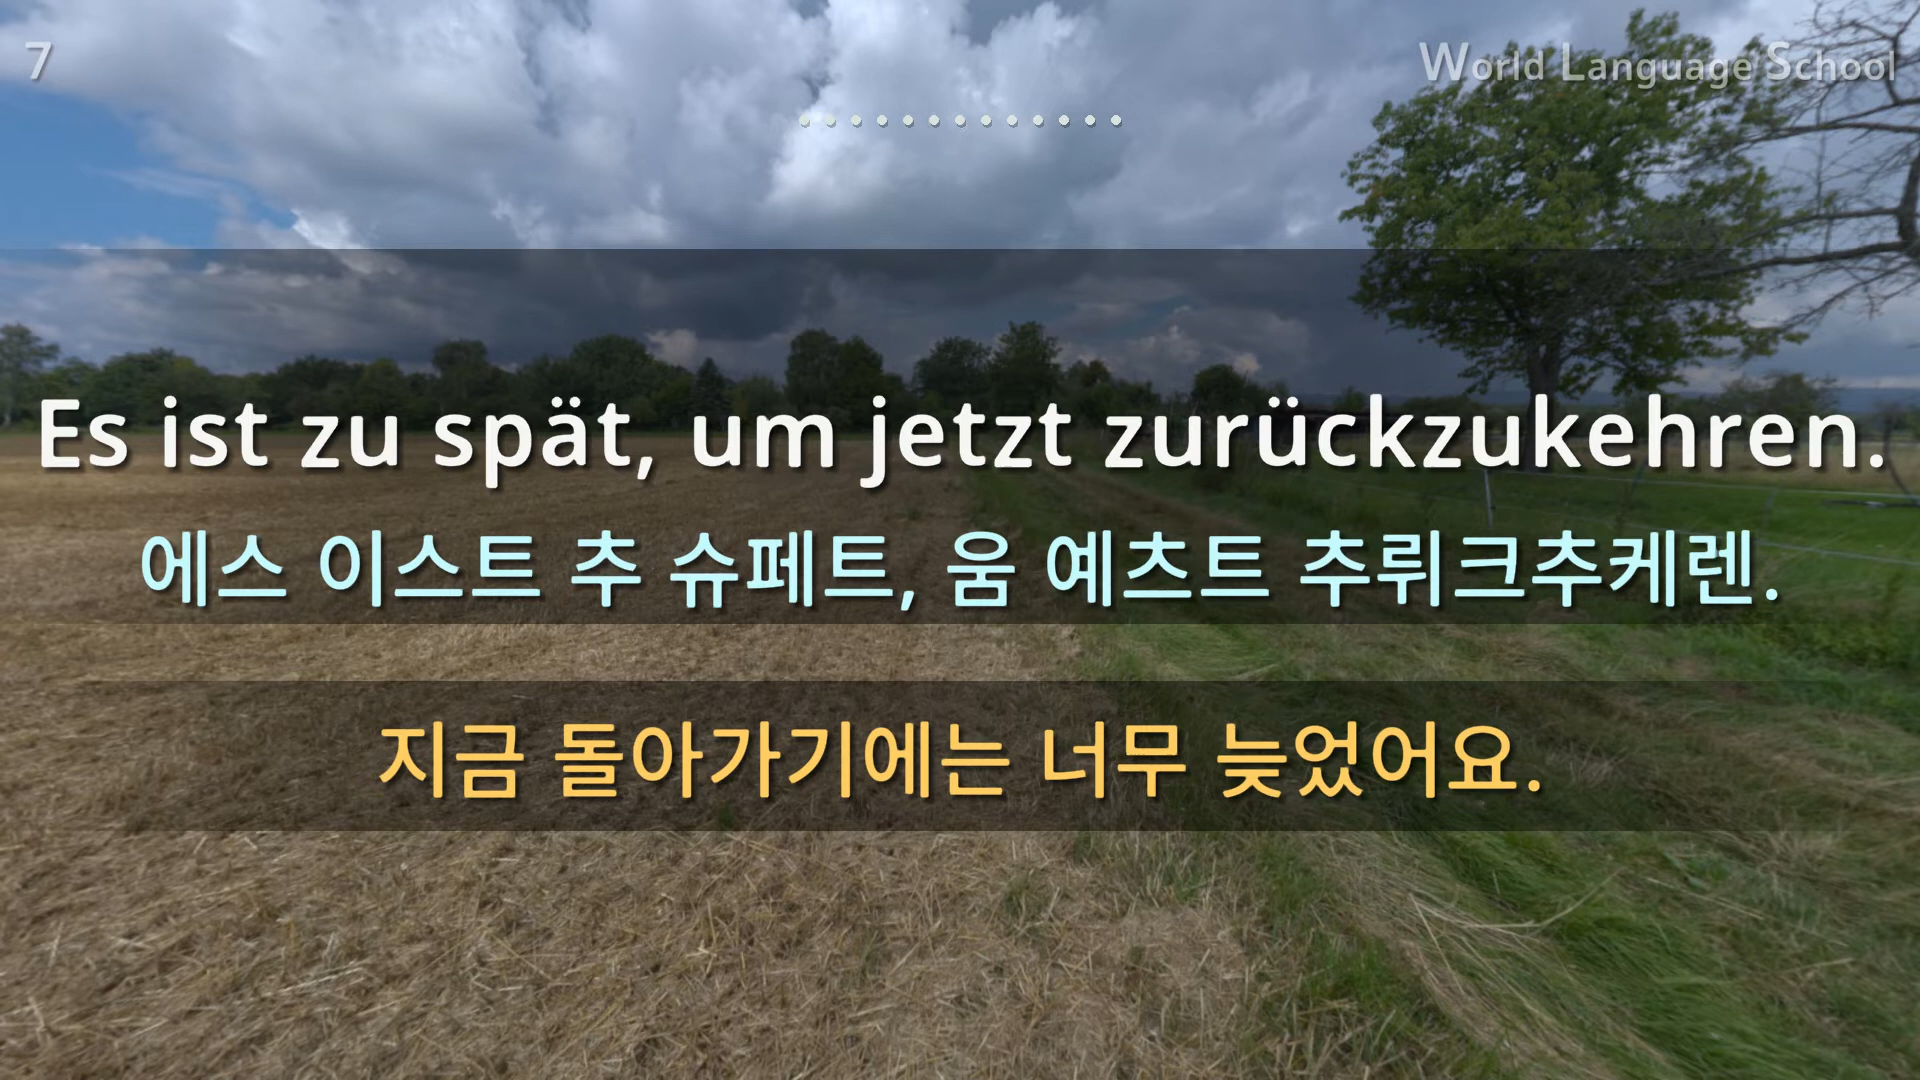 7
World Language School
Es ist zu spät, um jetzt zurückzukehren.
에스 이스트 추 슈페트, 움 예츠트 추뤼크추케렌.
지금 돌아가기에는 너무 늦었어요.